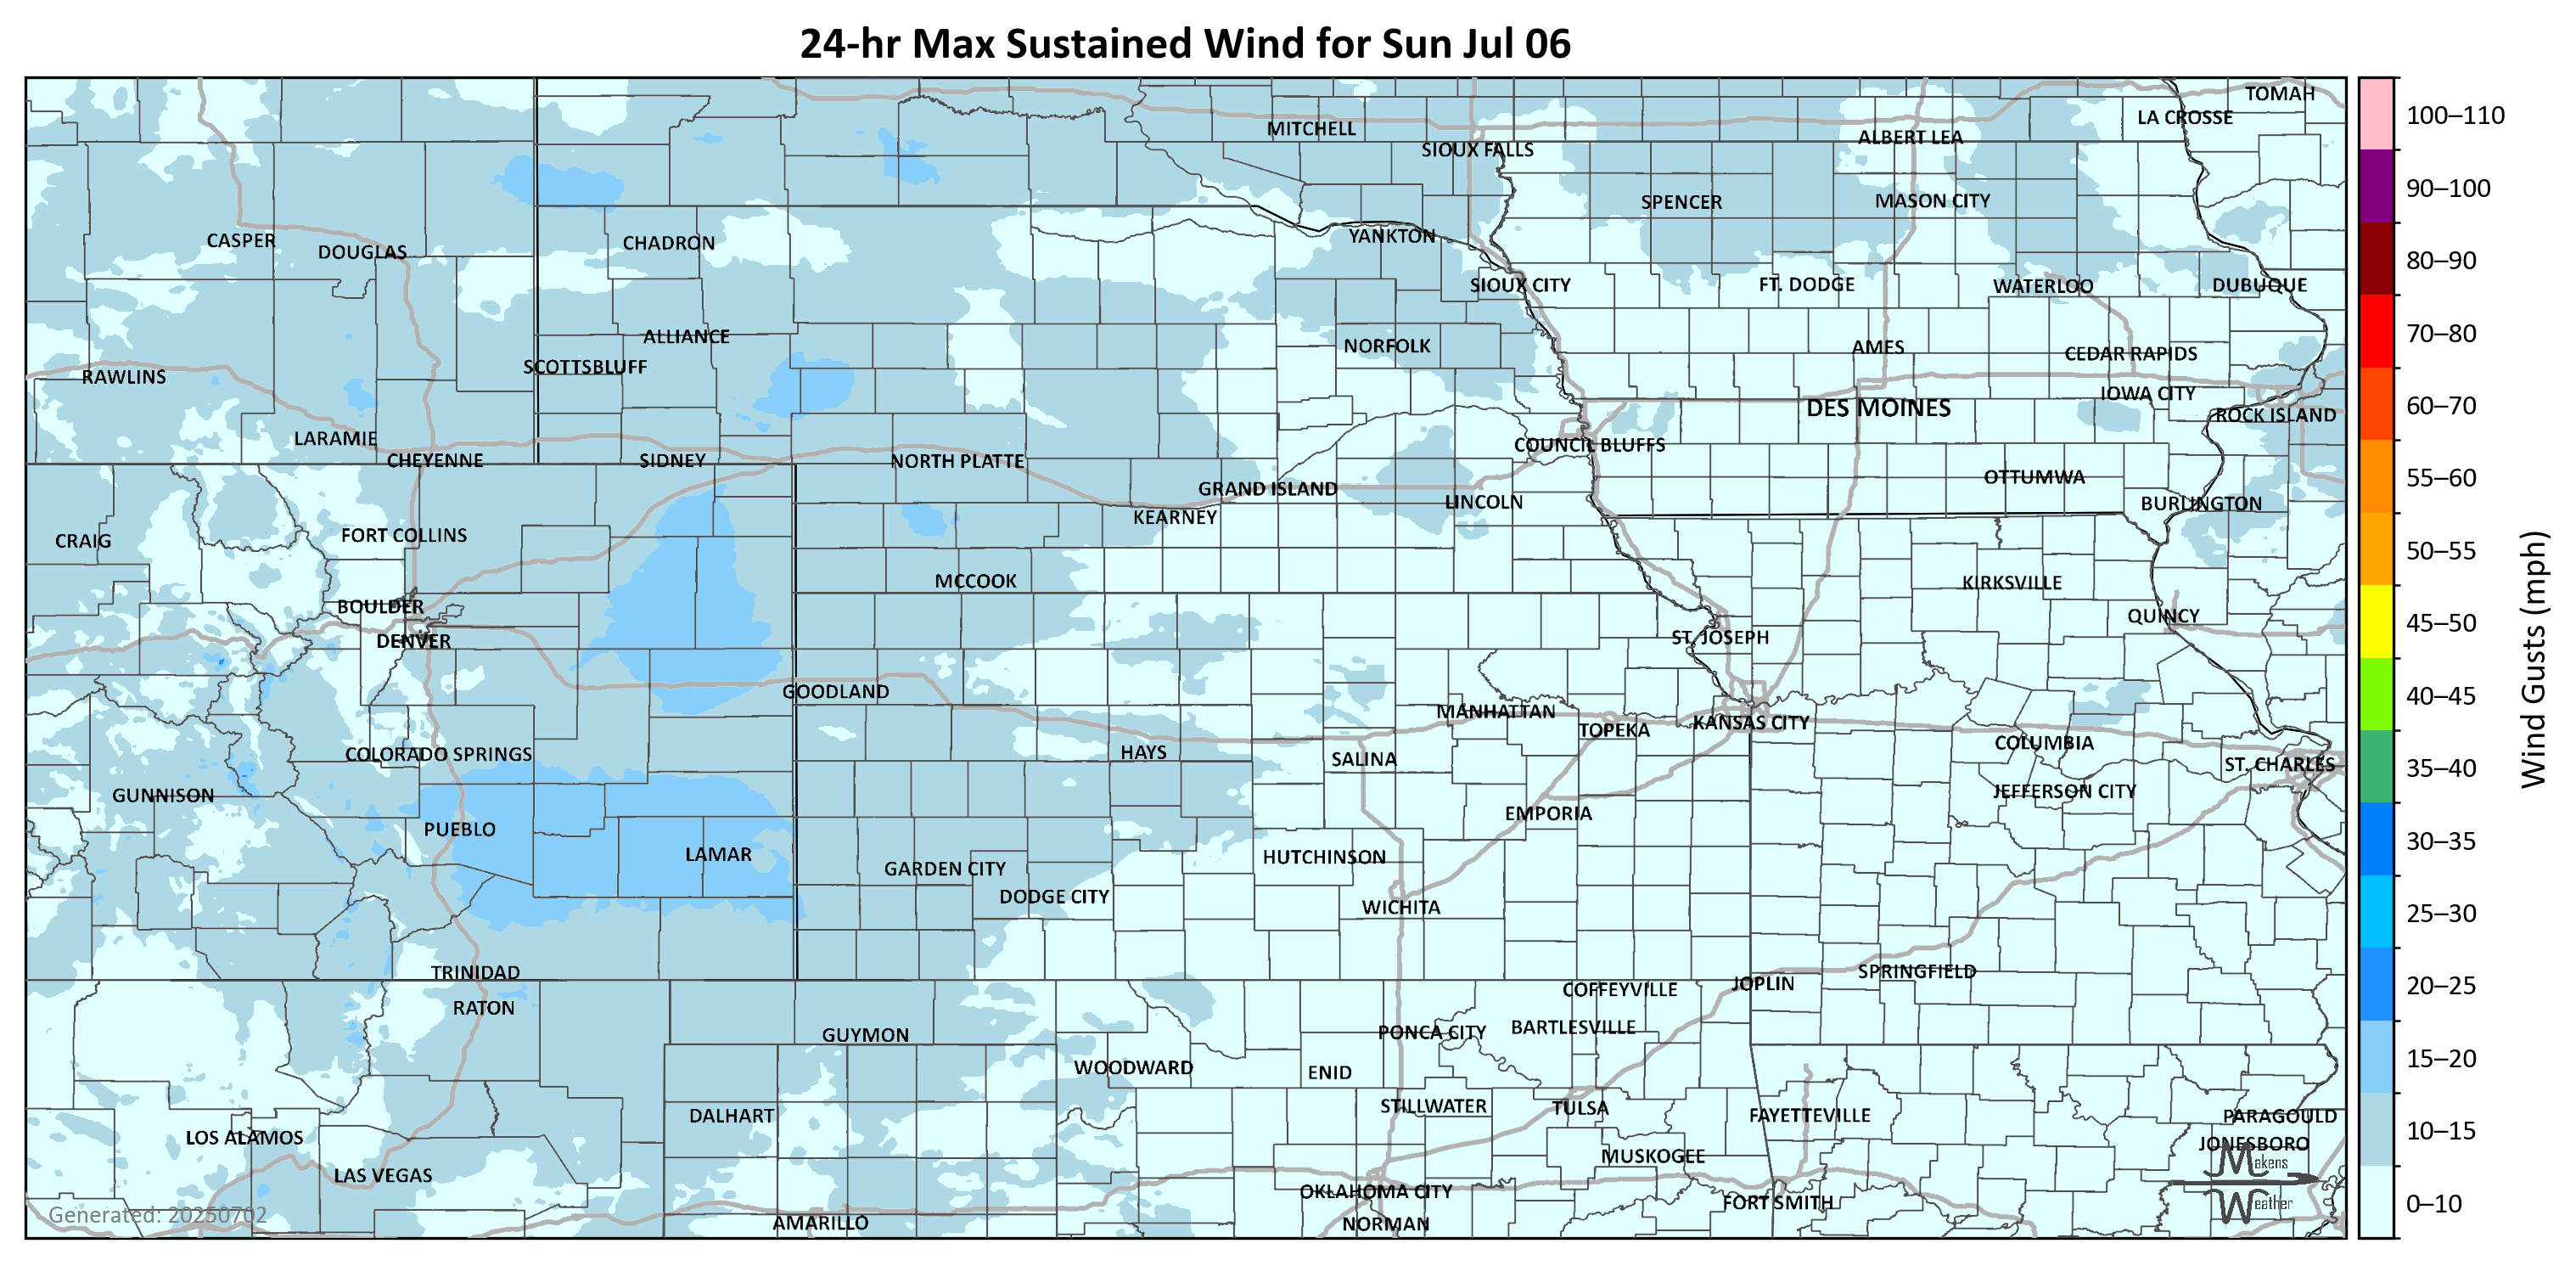 24-hr Max Sustained Wind for Sun Jul 06
TOMAH
LA CROSSE
MITCHELL
ALBERT LEA
SIOUX FALLS
SPENCER
MASON CITY
CASPER
DOUGLAS
CHADRON
YANKTON
SIOUX CITY
FT. DODGE
WATERLOO
DUBUQUE
ALLIANCE
NORFOLK
AMES
CEDAR RAPIDS
SCOTTSBLUFF
RAWLINS
IOWA CITY
DES MOINES
ROCK ISLAND
LARAMIE
COUNCIL BLUFFS
CHEYENNE
SIDNEY
NORTH PLATTE
OTTUMWA
GRAND ISLAND
LINCOLN
BURLINGTON
KEARNEY
CRAIG
FORT COLLINS
MCCOOK
KIRKSVILLE
BOULDER
QUINCY
DENVER
ST. JOSEPH
GOODLAND
MANHATTAN
TOPEKA
KANSAS CITY
COLUMBIA
COLORADO SPRINGS
HAYS
SALINA
ST. CHARLES
GUNNISON
JEFFERSON CITY
PUEBLO
EMPORIA
LAMAR
HUTCHINSON
GARDEN CITY
DODGE CITY
WICHITA
TRINIDAD
SPRINGFIELD
JOPLIN
COFFEYVILLE
RATON
GUYMON
PONCA CITY
BARTLESVILLE
WOODWARD
ENID
DALHART
STILLWATER
TULSA
FAYETTEVILLE
PARAGOULD
LOS ALAMOS
JONESBORO
MUSKOGEE
LAS VEGAS
OKLAHOMA CITY
FORT SMITH
AMARILLO
NORMAN
Makens
Weather
Generated: 20250702
100–110
90–100
80–90
70–80
60–70
55–60
50–55
45–50
40–45
35–40
30–35
25–30
20–25
15–20
10–15
0–10
Wind Gusts (mph)